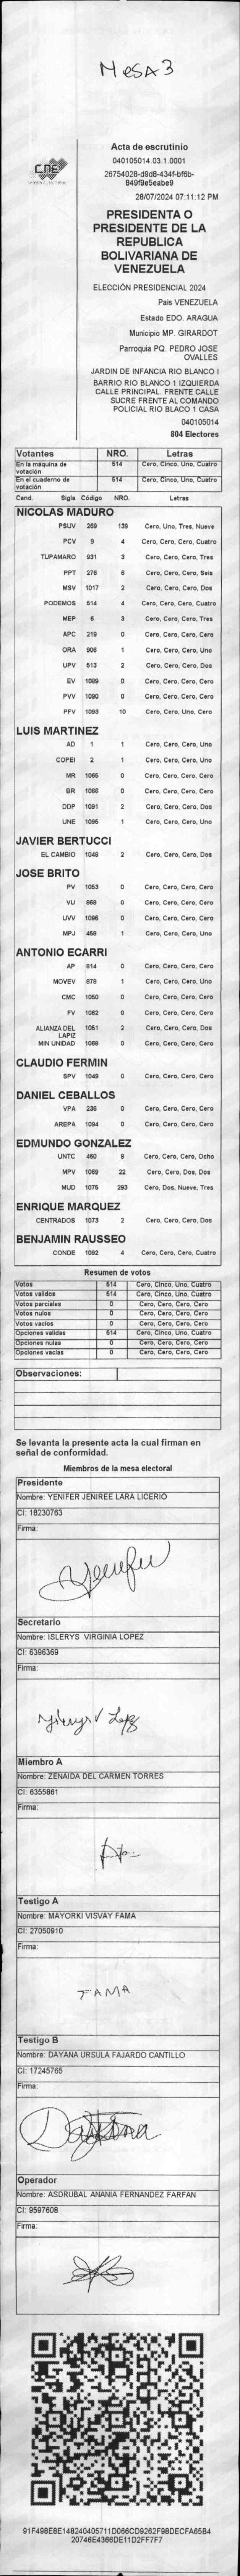 MESA 3
CNE
Acta de escrutinio
040105014.03.1.0001
26754028-d9d8-434f-bf6b-
849f9e5eabe9
28/07/2024 07:11:12 PM
PRESIDENTA O
PRESIDENTE DE LA
REPUBLICA
BOLIVARIANA DE
VENEZUELA
ELECCIÓN PRESIDENCIAL 2024
País VENEZUELA
Estado EDO. ARAGUA
Municipio MP. GIRARDOT
Parroquia PQ. PEDRO JOSE
OVALLES
JARDIN DE INFANCIA RIO BLANCO I
BARRIO RIO BLANCO 1 IZQUIERDA
CALLE PRINCIPAL. FRENTE CALLE
SUCRE FRENTE AL COMANDO
POLICIAL RIO BLACO 1 CASA
040105014
804 Electores
Votantes NRO. Letras
En la máquina de votación 514 Cero, Cinco, Uno, Cuatro
En el cuaderno de votación 514 Cero, Cinco, Uno, Cuatro
Cand. Sigla Código NRO. Letras
NICOLAS MADURO
PSUV 269 139 Cero, Uno, Tres, Nueve
PCV 9 4 Cero, Cero, Cero, Cuatro
TUPAMARO 931 3 Cero, Cero, Cero, Tres
PPT 276 6 Cero, Cero, Cero, Seis
MSV 1017 2 Cero, Cero, Cero, Dos
PODEMOS 514 4 Cero, Cero, Cero, Cuatro
MEP 6 3 Cero, Cero, Cero, Tres
APC 219 0 Cero, Cero, Cero, Cero
ORA 906 1 Cero, Cero, Cero, Uno
UPV 513 2 Cero, Cero, Cero, Dos
EV 1089 0 Cero, Cero, Cero, Cero
PVV 1090 0 Cero, Cero, Cero, Cero
PFV 1093 10 Cero, Cero, Uno, Cero
LUIS MARTINEZ
AD 1 1 Cero, Cero, Cero, Uno
COPEI 2 1 Cero, Cero, Cero, Uno
MR 1065 0 Cero, Cero, Cero, Cero
BR 1068 0 Cero, Cero, Cero, Cero
DDP 1091 2 Cero, Cero, Cero, Dos
UNE 1095 1 Cero, Cero, Cero, Uno
JAVIER BERTUCCI
EL CAMBIO 1048 2 Cero, Cero, Cero, Dos
JOSE BRITO
PV 1053 0 Cero, Cero, Cero, Cero
VU 868 0 Cero, Cero, Cero, Cero
UVV 1096 0 Cero, Cero, Cero, Cero
MPJ 458 1 Cero, Cero, Cero, Uno
ANTONIO ECARRI
AP 914 0 Cero, Cero, Cero, Cero
MOVEV 878 1 Cero, Cero, Cero, Uno
CMC 1050 0 Cero, Cero, Cero, Cero
FV 1062 0 Cero, Cero, Cero, Cero
ALIANZA DEL LAPIZ 1051 2 Cero, Cero, Cero, Dos
MIN UNIDAD 1068 0 Cero, Cero, Cero, Cero
CLAUDIO FERMIN
SPV 1049 0 Cero, Cero, Cero, Cero
DANIEL CEBALLOS
VPA 236 0 Cero, Cero, Cero, Cero
AREPA 1094 0 Cero, Cero, Cero, Cero
EDMUNDO GONZALEZ
UNTC 460 8 Cero, Cero, Cero, Ocho
MPV 1069 22 Cero, Cero, Dos, Dos
MUD 1075 293 Cero, Dos, Nueve, Tres
ENRIQUE MARQUEZ
CENTRADOS 1073 2 Cero, Cero, Cero, Dos
BENJAMIN RAUSSEO
CONDE 1092 4 Cero, Cero, Cero, Cuatro
Resumen de votos
Votos 514 Cero, Cinco, Uno, Cuatro
Votos validos 514 Cero, Cinco, Uno, Cuatro
Votos parciales 0 Cero, Cero, Cero, Cero
Votos nulos 0 Cero, Cero, Cero, Cero
Votos vacios 0 Cero, Cero, Cero, Cero
Opciones validas 514 Cero, Cinco, Uno, Cuatro
Opciones nulas 0 Cero, Cero, Cero, Cero
Opciones vacias 0 Cero, Cero, Cero, Cero
Observaciones:
Se levanta la presente acta la cual firman en
señal de conformidad.
Miembros de la mesa electoral
Presidente
Nombre: YENIFER JENIREE LARA LICERIO
CI: 18230763
Firma:
Yenifer
Secretario
Nombre: ISLERYS VIRGINIA LOPEZ
CI: 6396369
Firma:
Miembro A
Nombre: ZENAIDA DEL CARMEN TORRES
CI: 6355861
Firma:
Testigo A
Nombre: MAYORKI VISVAY FAMA
CI: 27050910
Firma:
FAMA
Testigo B
Nombre: DAYANA URSULA FAJARDO CANTILLO
CI: 17245765
Firma:
Operador
Nombre: ASDRUBAL ANANIA FERNANDEZ FARFAN
CI: 9597608
Firma:
91F498E8E148240405711D066CD9262F98DECFA65B4
20746E4366DE11D2FF7F7